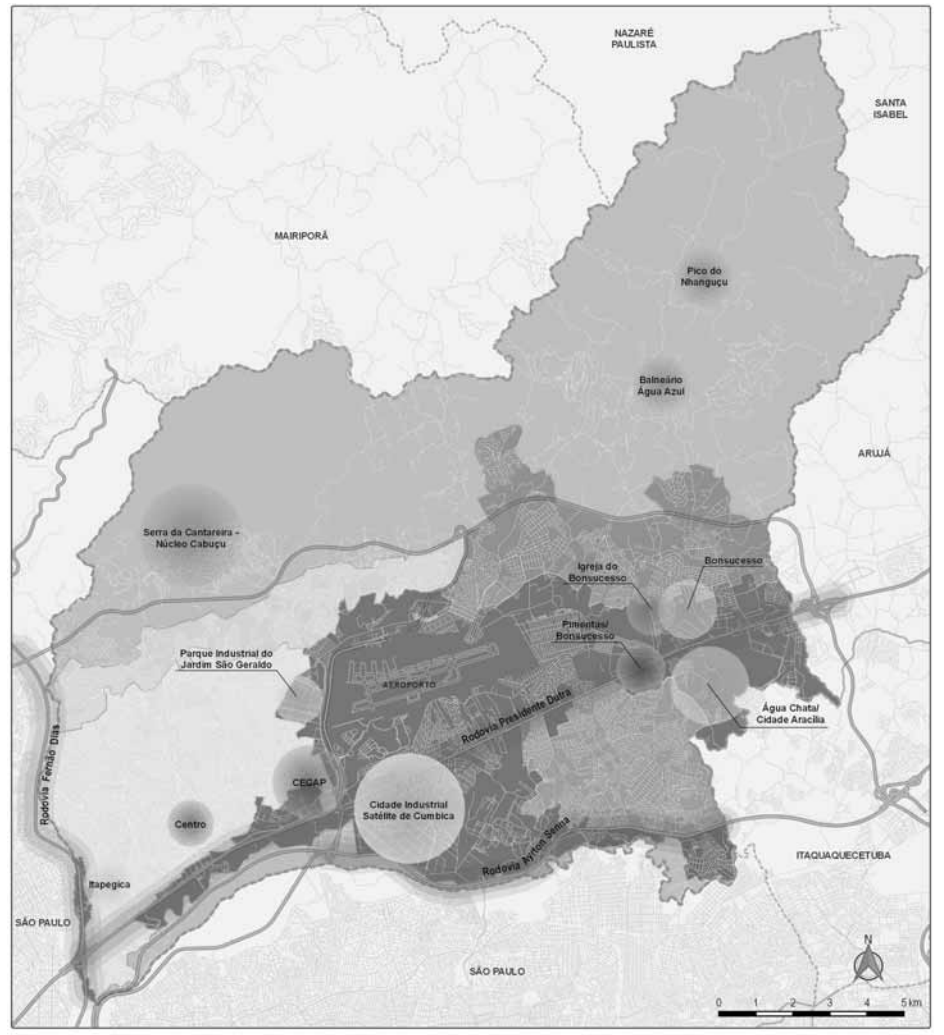 NAZARÉ
PAULISTA
SANTA
ISABEL
MAIRIPORÃ
Pico do
Nhanguçu
Balneário
Água Azul
ARUJÁ
Serra da Cantareira -
Núcleo Cabuçu
Igreja do
Bonsucesso
Bonsucesso
Pimentas/
Bonsucesso
Parque Industrial do
Jardim São Geraldo
AEROPORTO
Rodovia Presidente Dutra
Água Chata/
Cidade Aracília
Rodovia Fernão Dias
CECAP
Cidade Industrial
Satélite de Cumbica
Centro
Rodovia Ayrton Senna
ITAQUAQUECETUBA
Itapegica
SÃO PAULO
SÃO PAULO
N
0 1 2 3 4 5 km